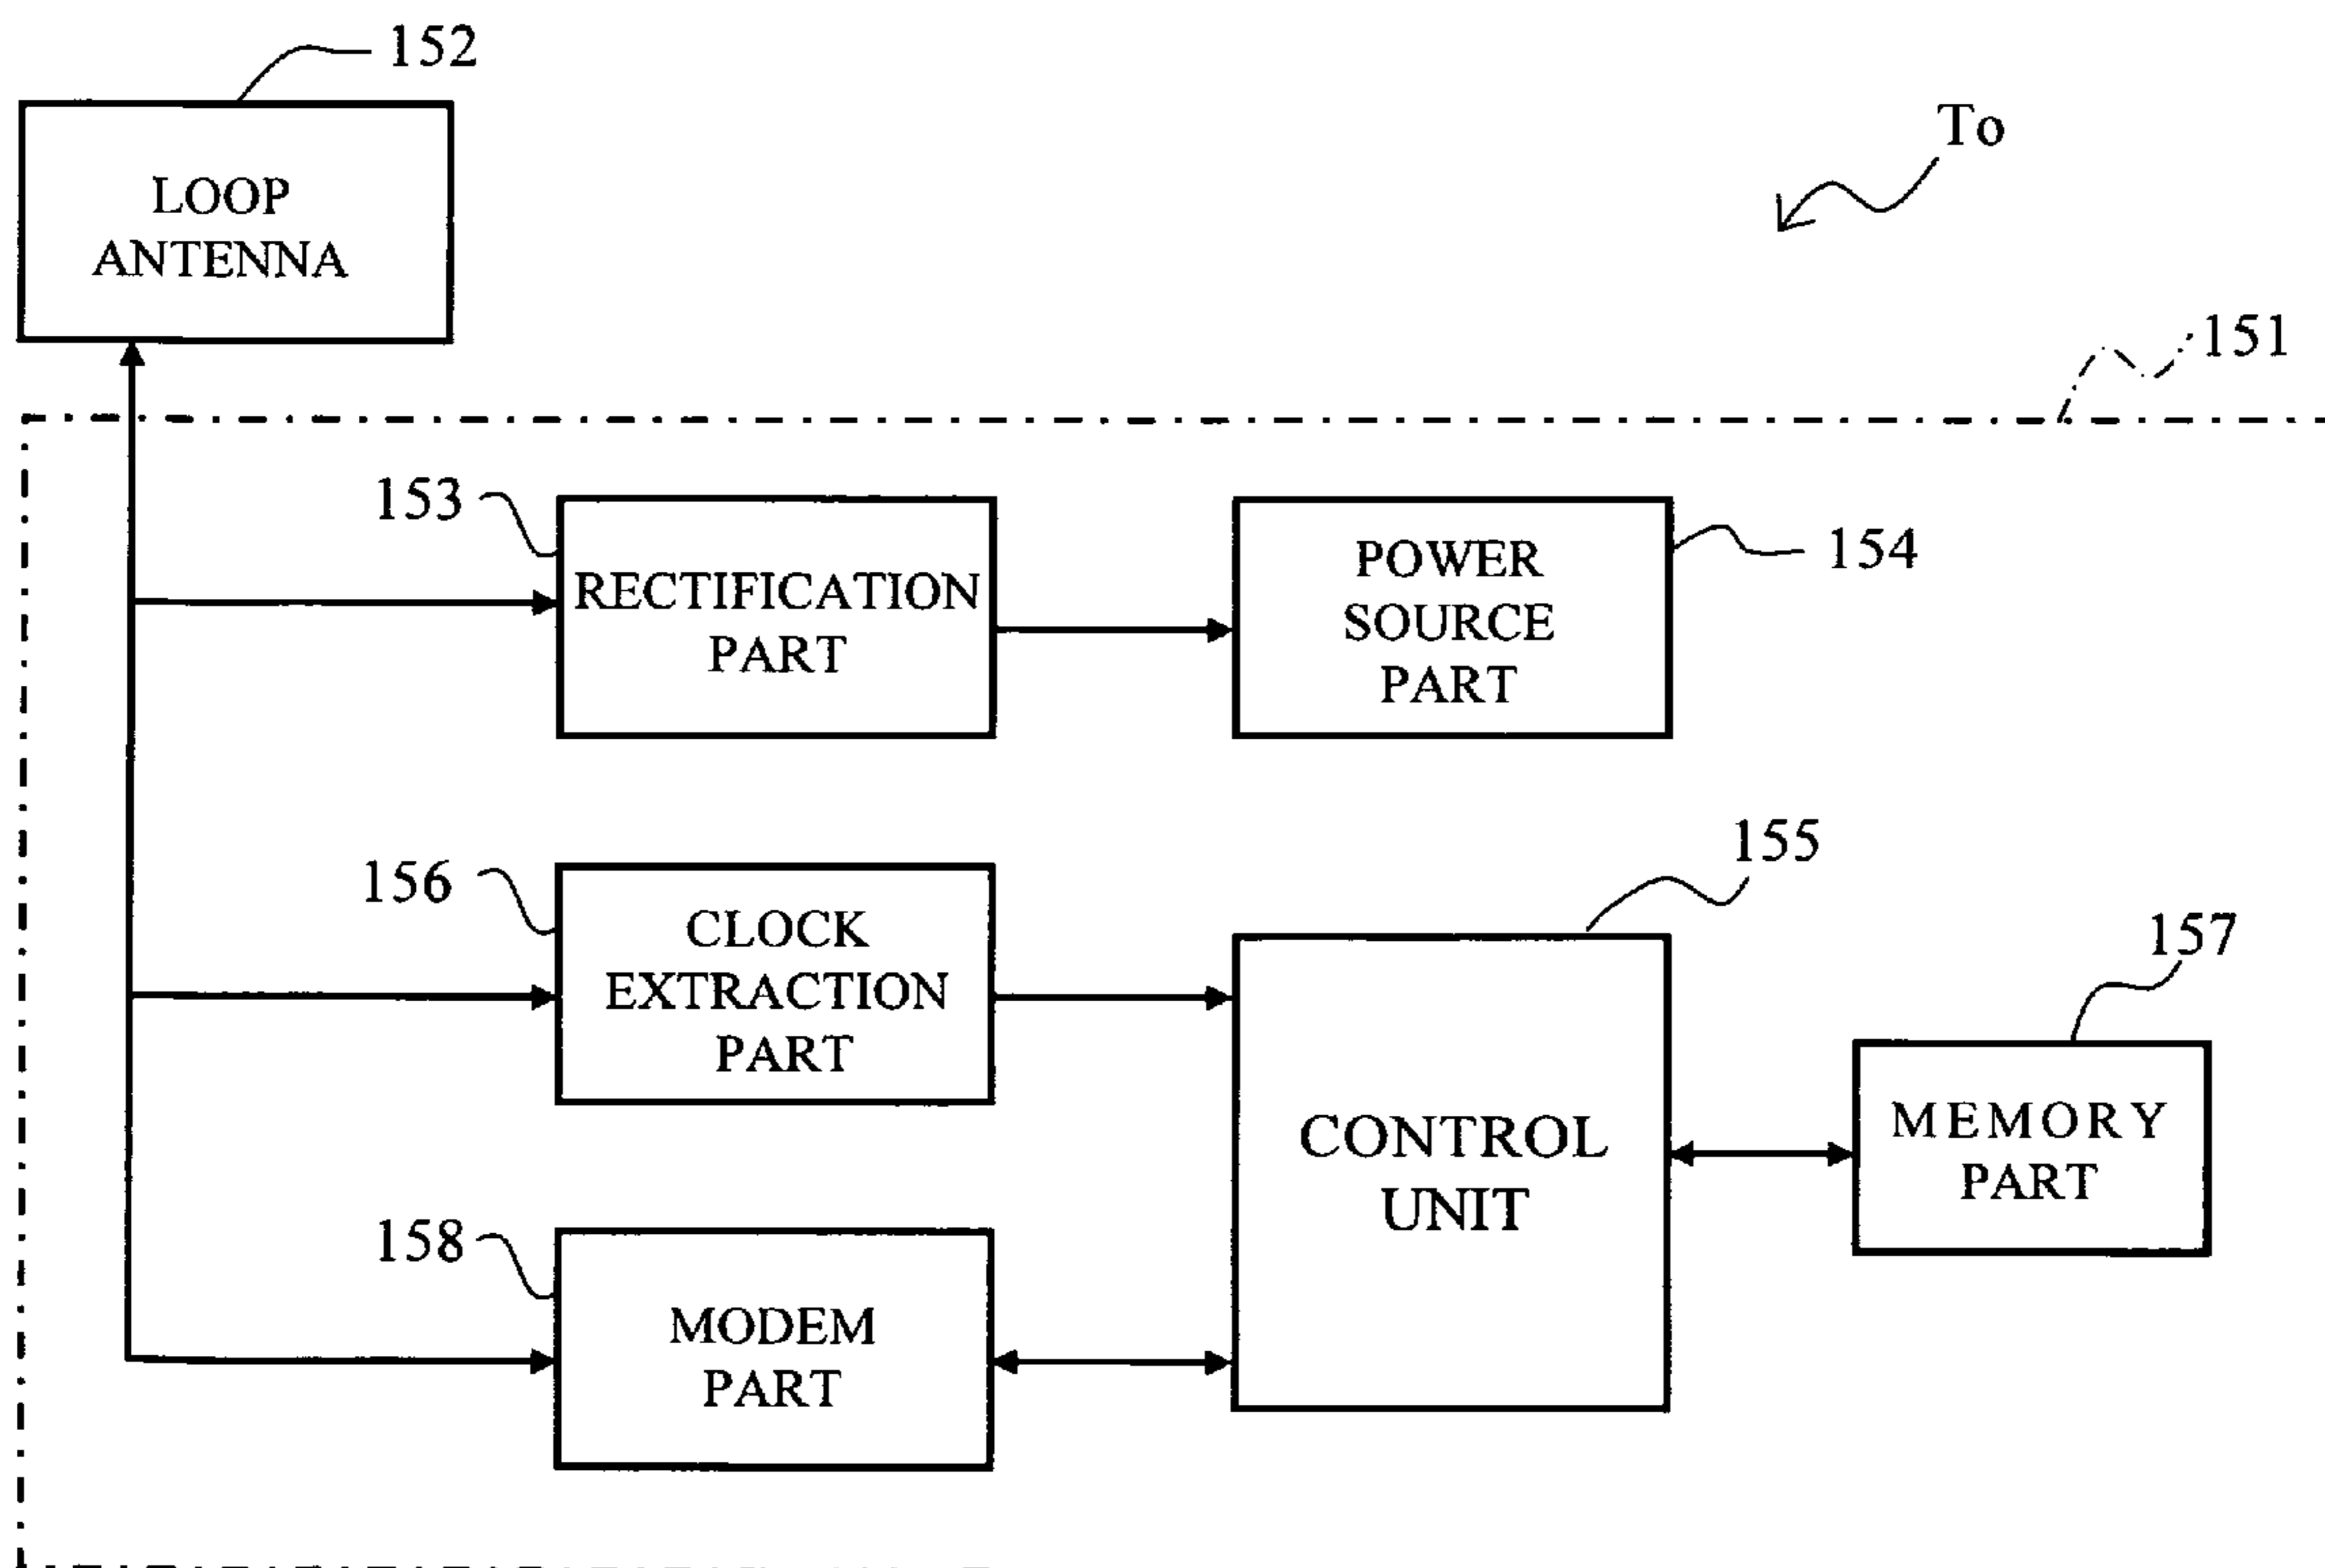 152
LOOP
ANTENNA
To
151
153
RECTIFICATION
PART
POWER
SOURCE
PART
154
156
CLOCK
EXTRACTION
PART
155
CONTROL
UNIT
157
MEMORY
PART
158
MODEM
PART